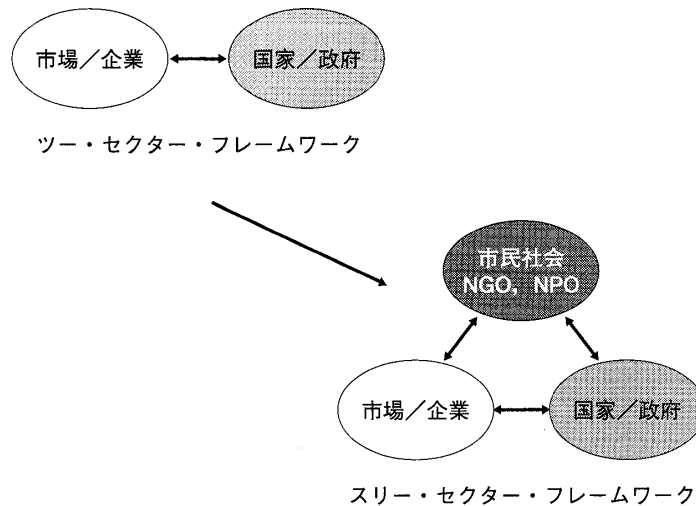 市場／企業
国家／政府
ツー・セクター・フレームワーク
市民社会
NGO, NPO
市場／企業
国家／政府
スリー・セクター・フレームワーク